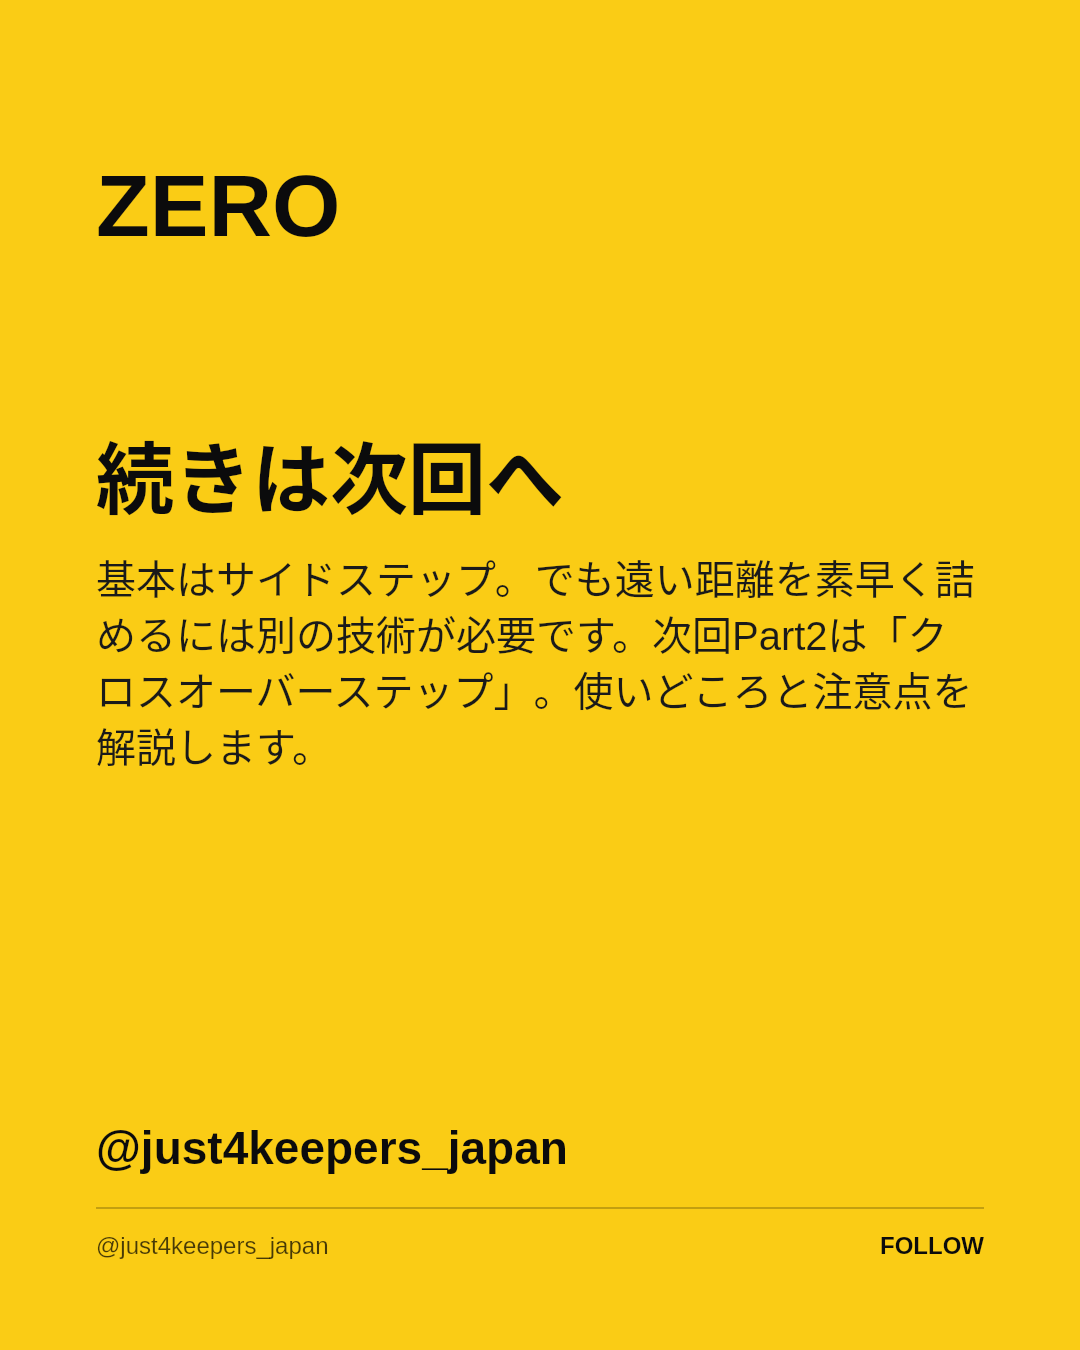 ZERO
続きは次回へ
基本はサイドステップ。でも遠い距離を素早く詰
めるには別の技術が必要です。次回Part2は「ク
ロスオーバーステップ」。使いどころと注意点を
解説します。
@just4keepers_japan
@just4keepers_japan
FOLLOW